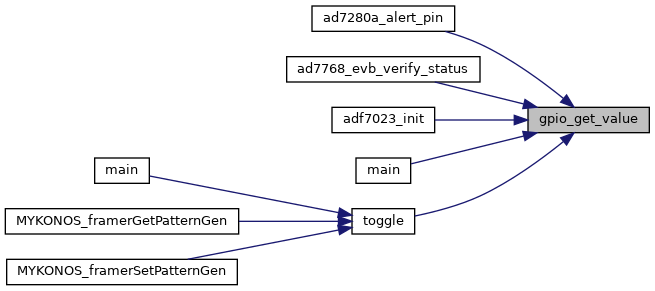 ad7280a_alert_pin
ad7768_evb_verify_status
adf7023_init
gpio_get_value
main
main
MYKONOS_framerGetPatternGen
toggle
MYKONOS_framerSetPatternGen